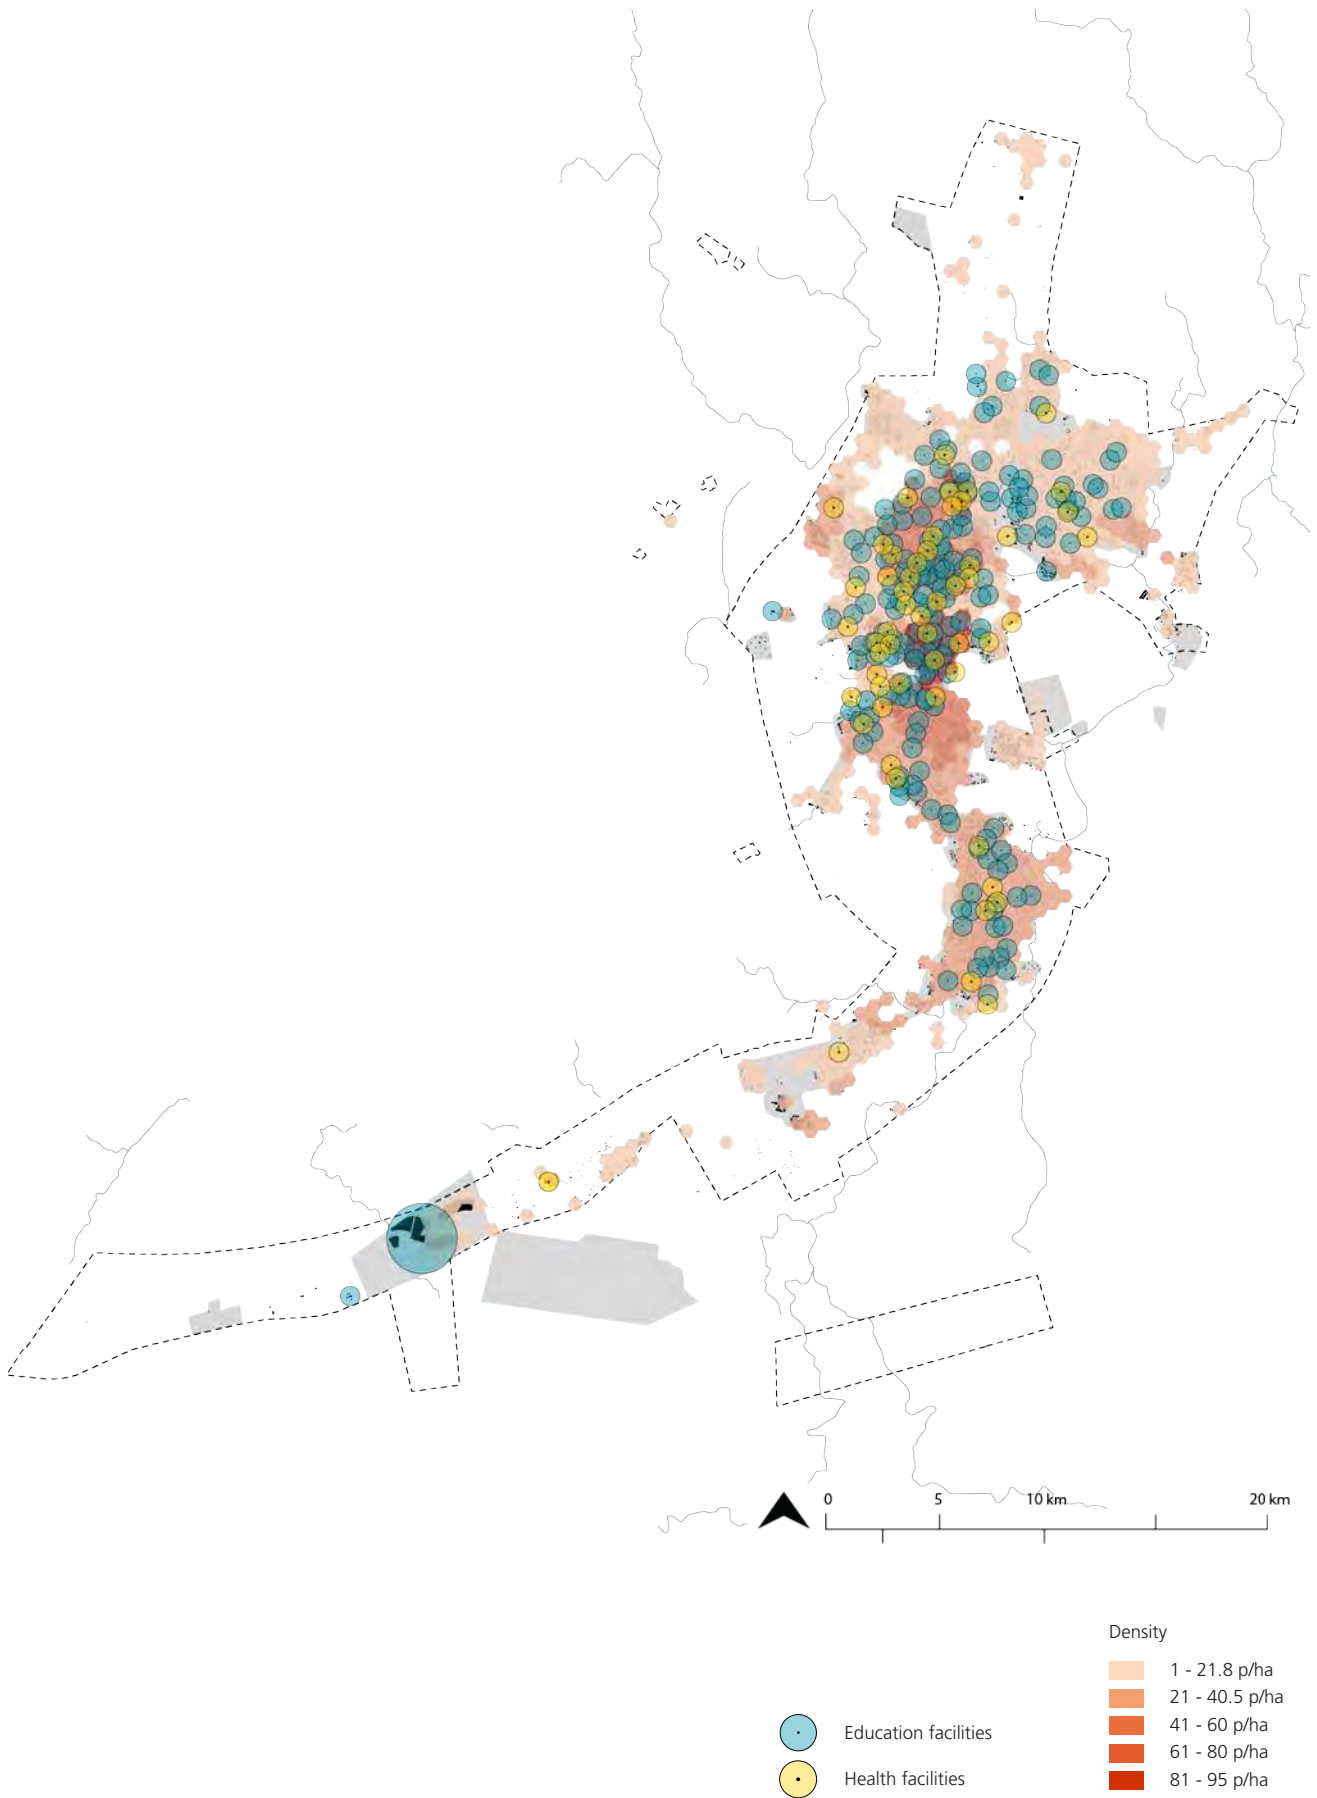 0 5 10 km 20 km
Density
1 - 21.8 p/ha
21 - 40.5 p/ha
41 - 60 p/ha
61 - 80 p/ha
81 - 95 p/ha
Education facilities
Health facilities